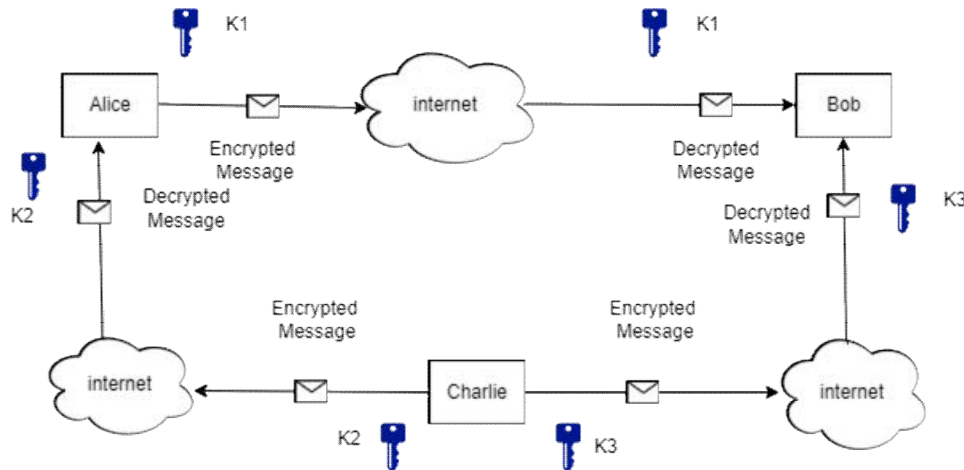 K1
K1
Alice
internet
Bob
Encrypted
Message
Decrypted
Message
K2
Decrypted
Message
Decrypted
Message
K3
Encrypted
Message
Encrypted
Message
internet
Charlie
internet
K2
K3